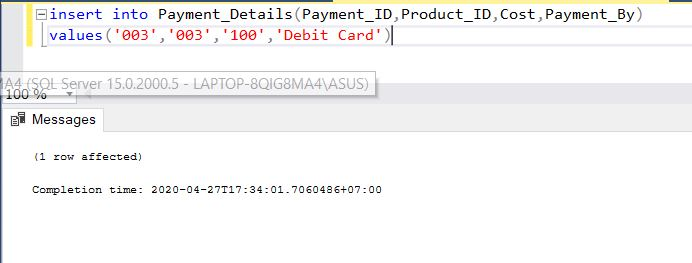 insert into Payment_Details(Payment_ID,Product_ID,Cost,Payment_By)
values('003','003','100','Debit Card')
MA4 (SQL Server 15.0.2000.5 - LAPTOP-8QIG8MA4\ASUS)
100 %
Messages
(1 row affected)
Completion time: 2020-04-27T17:34:01.7060486+07:00